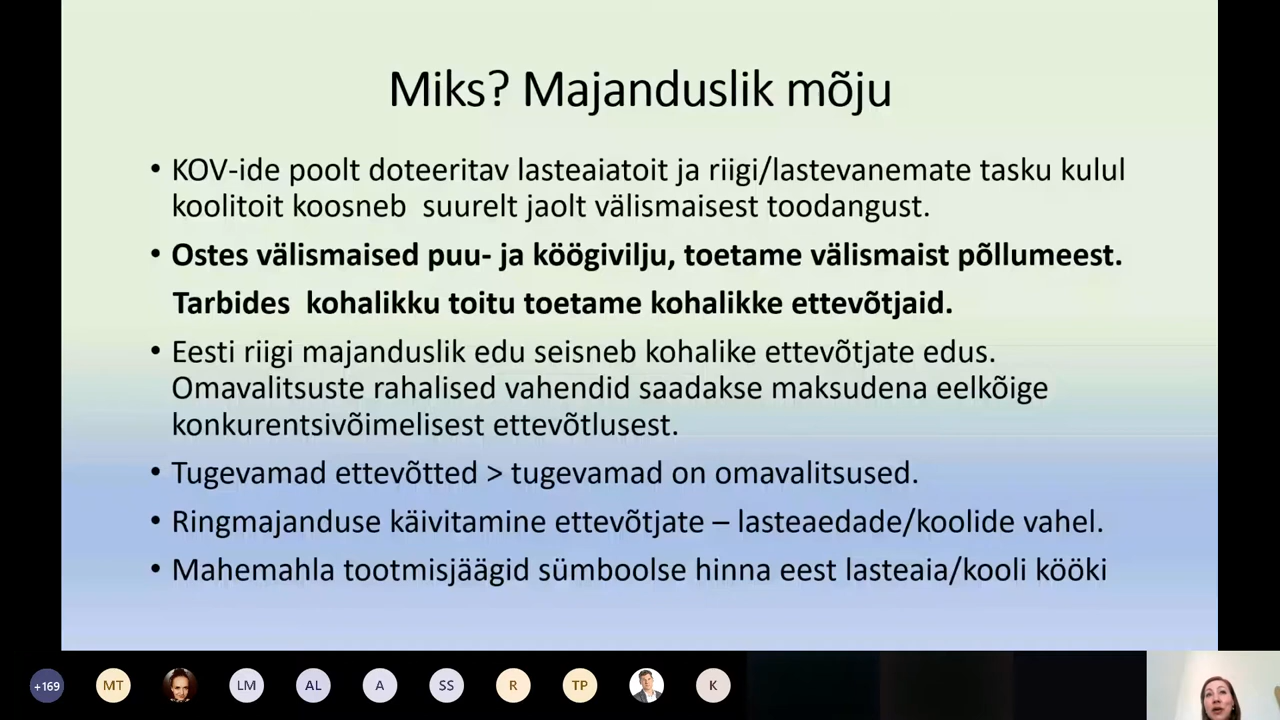 Miks? Majanduslik mõju
• KOV-ide poolt doteeritav lasteaiatoit ja riigi/lastevanemate tasku kulul
koolitoit koosneb suurelt jaolt välismaisest toodangust.
• Ostes välismaised puu- ja köögivilju, toetame välismaist põllumeest.
Tarbides kohalikku toitu toetame kohalikke ettevõtjaid.
• Eesti riigi majanduslik edu seisneb kohalike ettevõtjate edus.
Omavalitsuste rahalised vahendid saadakse maksudena eelkõige
konkurentsivõimelisest ettevõtlusest.
• Tugevamad ettevõtted > tugevamad on omavalitsused.
• Ringmajanduse käivitamine ettevõtjate – lasteaedade/koolide vahel.
• Mahemahla tootmisjäägid sümboolse hinna eest lasteaia/kooli kööki
+169 MT LM AL A SS R TP K